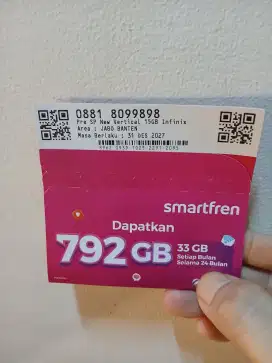 0881 8099898
Pre SP New Vertical 15GB Infinix
Area : JABO BANTEN
Masa Berlaku : 31 DES 2027
smartfren
Dapatkan
792 GB
33 GB
Setiap Bulan
Selama 24 Bulan